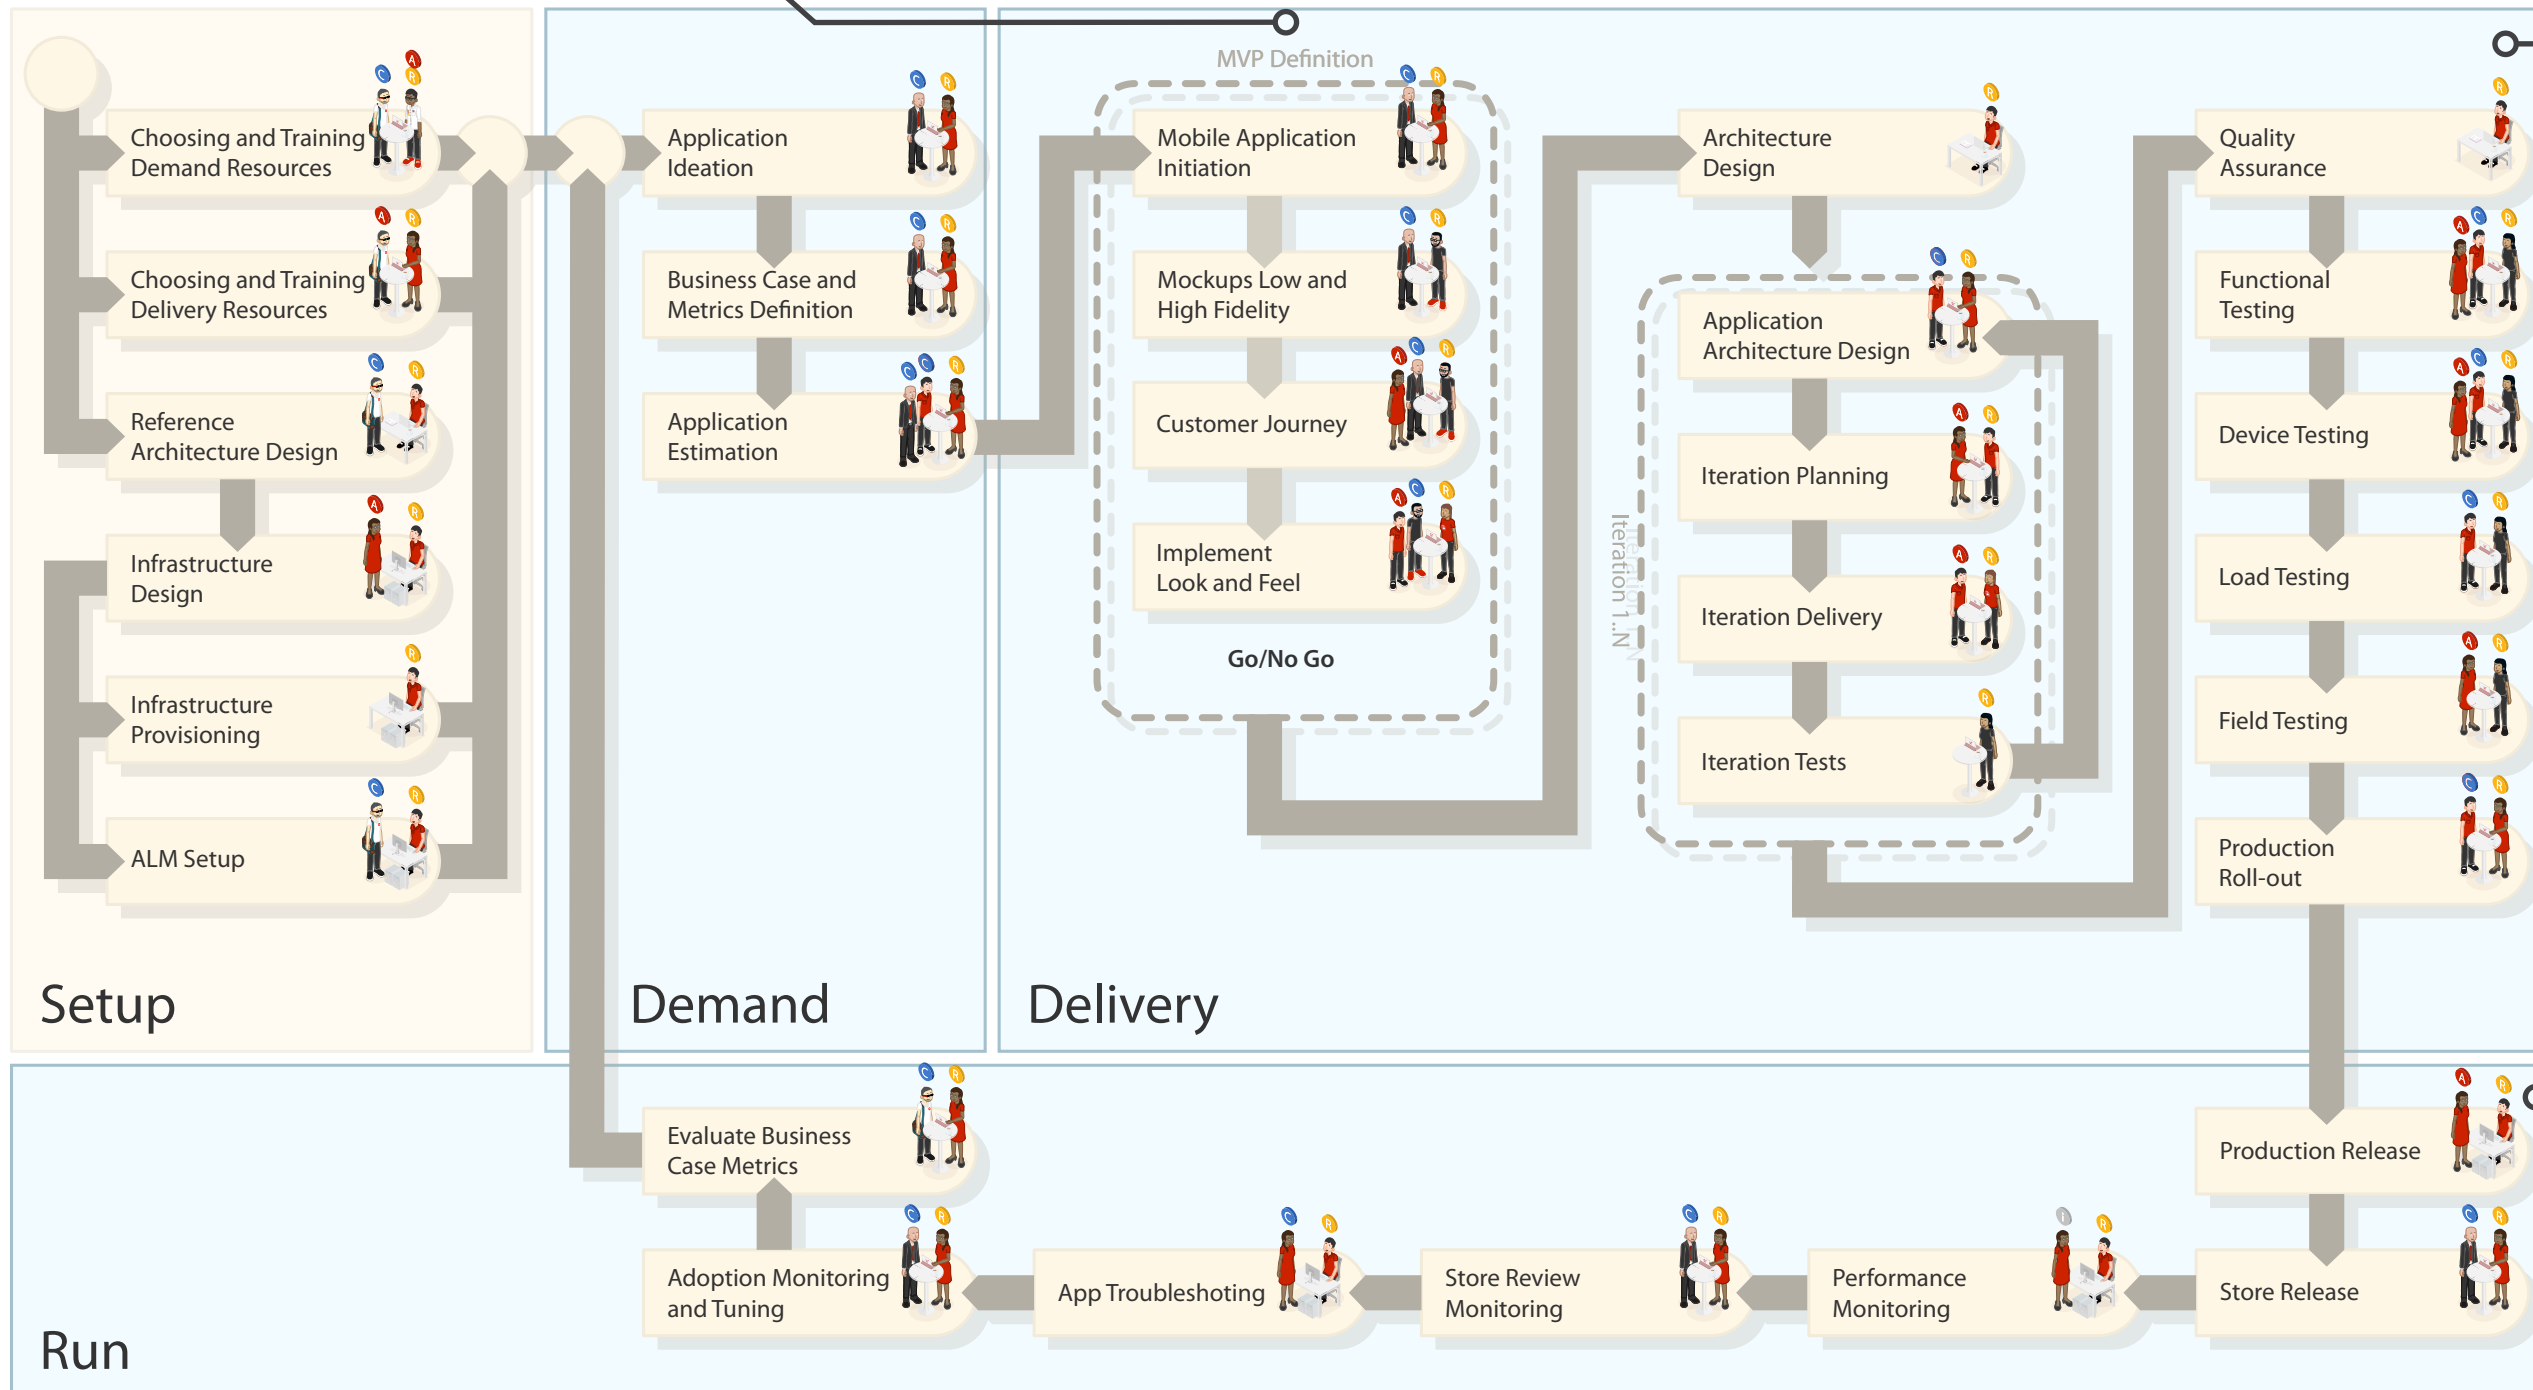 MVP Definition
Choosing and Training
Demand Resources
Choosing and Training
Delivery Resources
Reference
Architecture Design
Infrastructure
Design
Infrastructure
Provisioning
ALM Setup
Setup
Application
Ideation
Business Case and
Metrics Definition
Application
Estimation
Demand
Mobile Application
Initiation
Mockups Low and
High Fidelity
Customer Journey
Implement
Look and Feel
Go/No Go
Architecture
Design
Iteration 1..N
Application
Architecture Design
Iteration Planning
Iteration Delivery
Iteration Tests
Quality
Assurance
Functional
Testing
Device Testing
Load Testing
Field Testing
Production
Roll-out
Delivery
Evaluate Business
Case Metrics
Production Release
Adoption Monitoring
and Tuning
App Troubleshoting
Store Review
Monitoring
Performance
Monitoring
Store Release
Run